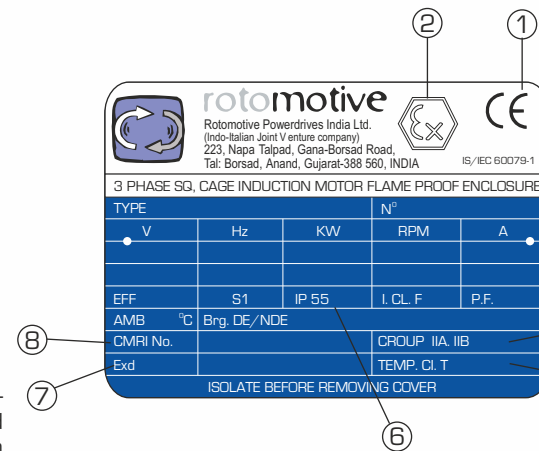 ② ①
rotomotive
Ex CE
Rotomotive Powerdrives India Ltd.
(Indo-Italian Joint V enture company)
223, Napa Talpad, Gana-Borsad Road,
Tal: Borsad, Anand, Gujarat-388 560, INDIA
IS/IEC 60079-1
3 PHASE SQ, CAGE INDUCTION MOTOR FLAME PROOF ENCLOSURE
TYPE N°
V Hz KW RPM A
EFF S1 IP 55 I. CL. F P.F.
AMB °C Brg. DE/NDE
⑧ CMRI No. CROUP IIA. IIB
⑦ Exd TEMP. Cl. T
ISOLATE BEFORE REMOVING COVER
⑥